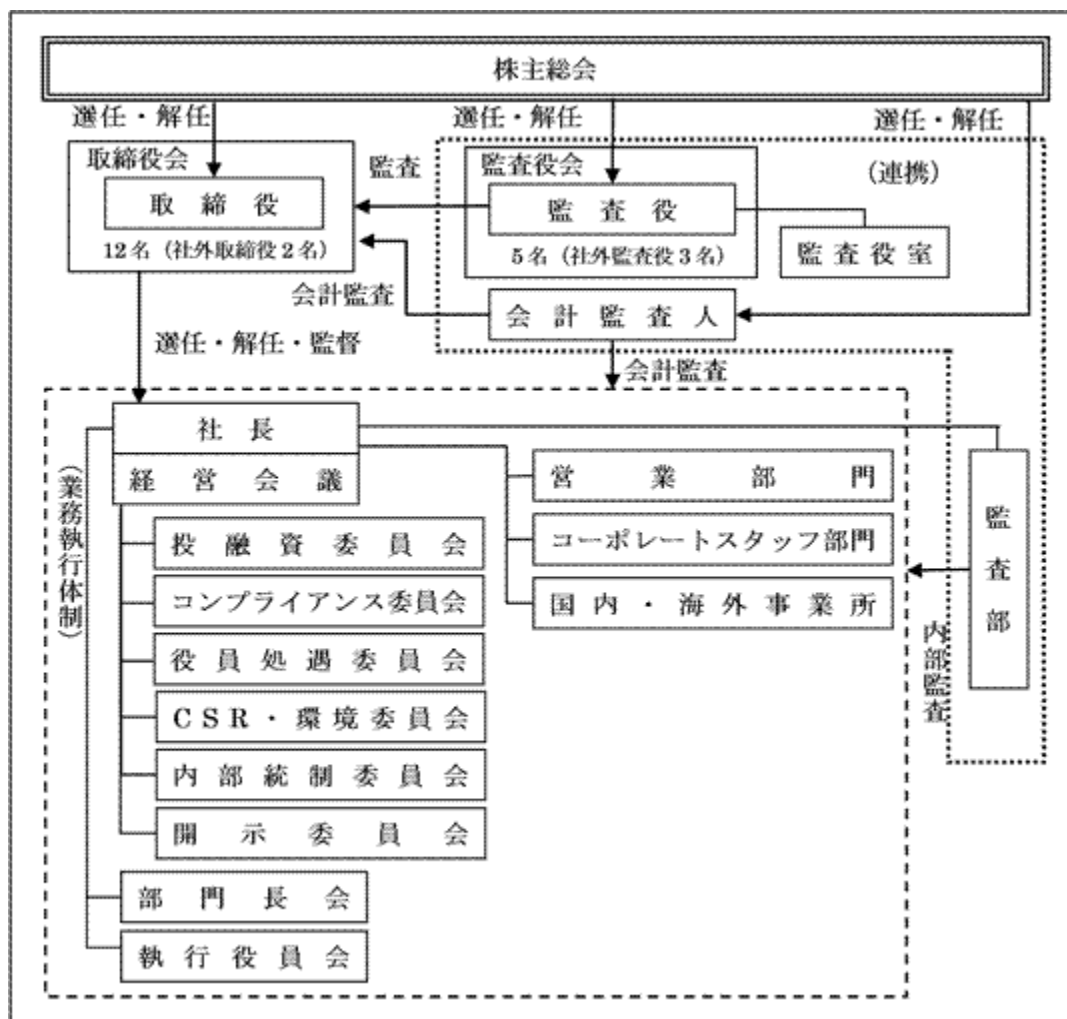 株主総会
選任・解任
選任・解任
選任・解任
取締役会
取締役
12名（社外取締役2名）
監査
監査役会
監査役
5名（社外監査役3名）
（連携）
監査役室
会計監査
会計監査人
選任・解任・監督
会計監査
社長
経営会議
（業務執行体制）
投融資委員会
コンプライアンス委員会
役員処遇委員会
CSR・環境委員会
内部統制委員会
開示委員会
部門長会
執行役員会
営業部門
コーポレートスタッフ部門
国内・海外事業所
監査部
内部監査